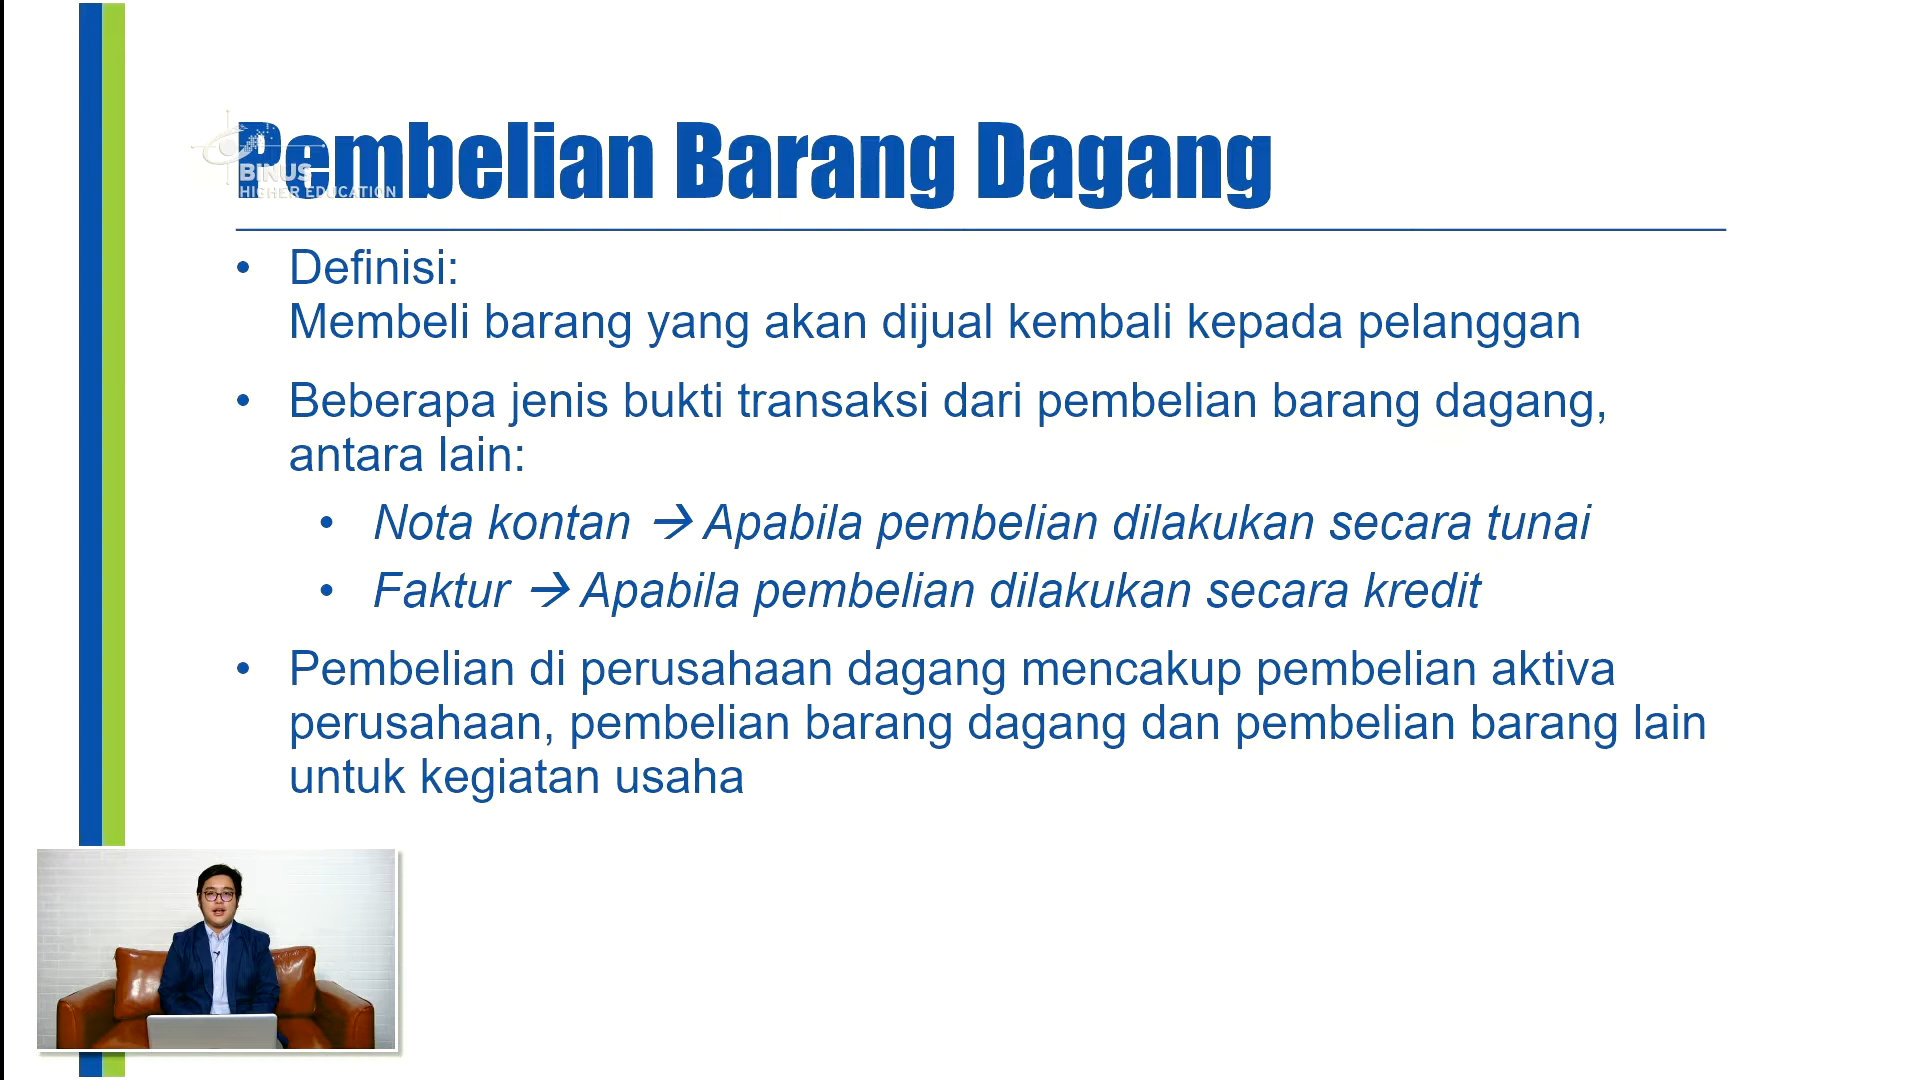 Pembelian Barang Dagang
BINUS
HIGHER EDUCATION
• Definisi:
Membeli barang yang akan dijual kembali kepada pelanggan
• Beberapa jenis bukti transaksi dari pembelian barang dagang,
antara lain:
• Nota kontan → Apabila pembelian dilakukan secara tunai
• Faktur → Apabila pembelian dilakukan secara kredit
• Pembelian di perusahaan dagang mencakup pembelian aktiva
perusahaan, pembelian barang dagang dan pembelian barang lain
untuk kegiatan usaha